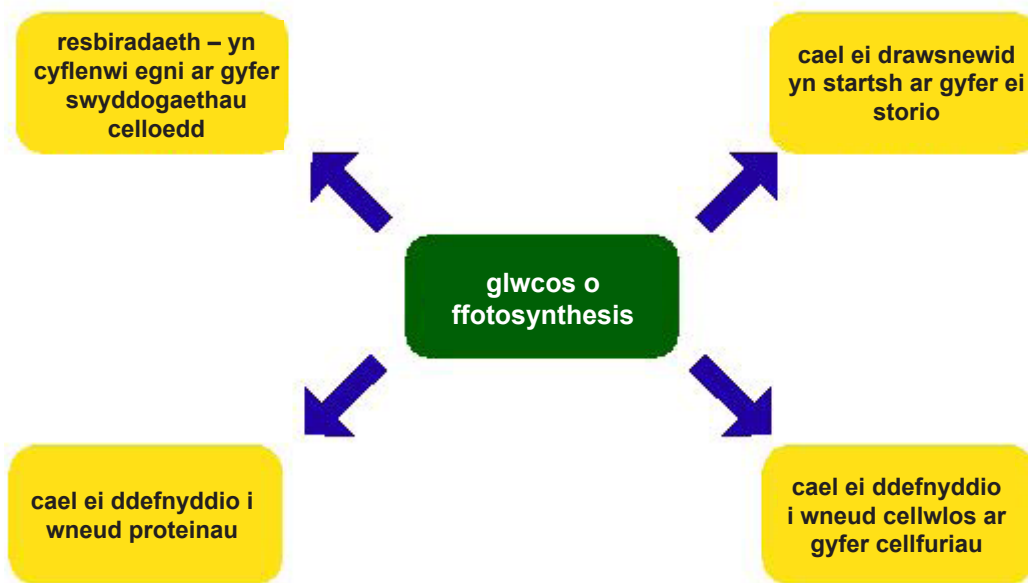 resbiradaeth – yn
cyflenwi egni ar gyfer
swyddogaethau
celloedd
cael ei drawsnewid
yn startsh ar gyfer ei
storio
glwcos o
ffotosynthesis
cael ei ddefnyddio i
wneud proteinau
cael ei ddefnyddio
i wneud cellwlos ar
gyfer cellfuriau